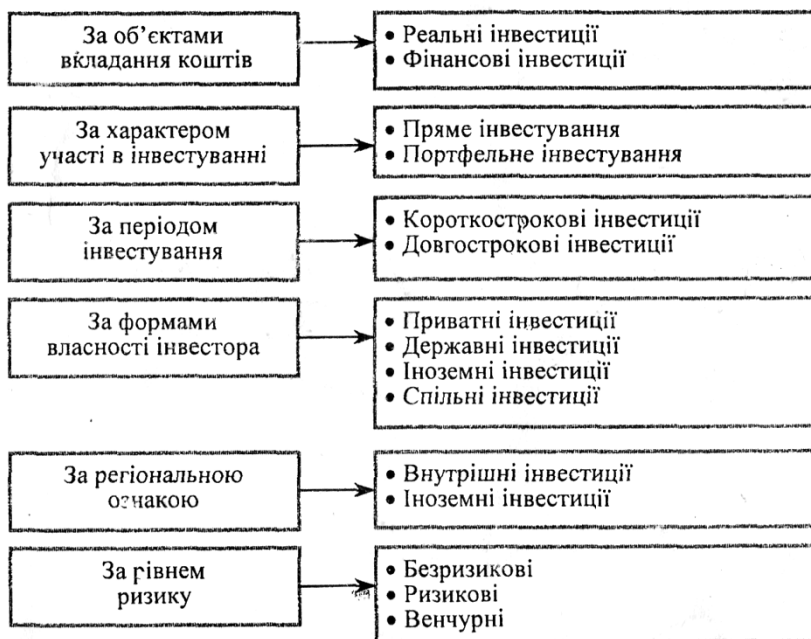 За об’єктами
вкладання коштів
• Реальні інвестиції
• Фінансові інвестиції
За характером
участі в інвестуванні
• Пряме інвестування
• Портфельне інвестування
За періодом
інвестування
• Короткострокові інвестиції
• Довгострокові інвестиції
За формами
власності інвестора
• Приватні інвестиції
• Державні інвестиції
• Іноземні інвестиції
• Спільні інвестиції
За регіональною
ознакою
• Внутрішні інвестиції
• Іноземні інвестиції
За рівнем
ризику
• Безризикові
• Ризикові
• Венчурні